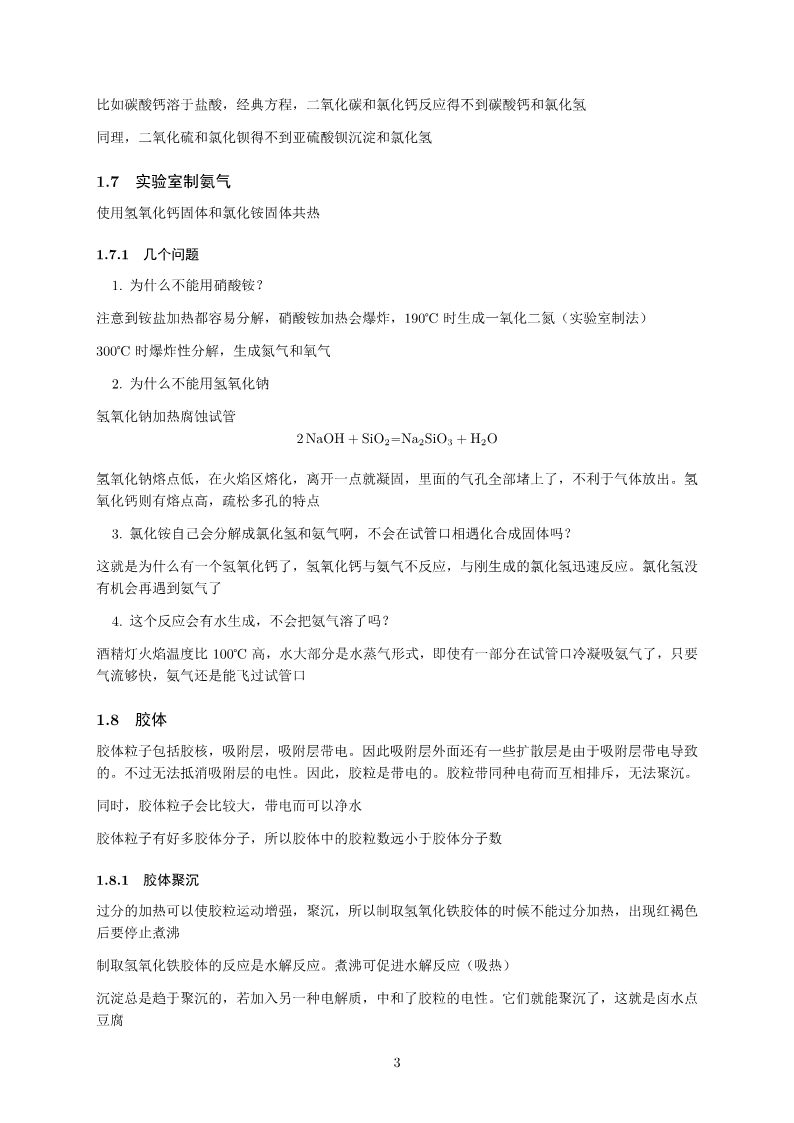 比如碳酸钙溶于盐酸，经典方程，二氧化碳和氯化钙反应得不到碳酸钙和氯化氢
同理，二氧化硫和氯化钡得不到亚硫酸钡沉淀和氯化氢
1.7 实验室制氨气
使用氢氧化钙固体和氯化铵固体共热
1.7.1 几个问题
1. 为什么不能用硝酸铵？
注意到铵盐加热都容易分解，硝酸铵加热会爆炸，190℃ 时生成一氧化二氮（实验室制法）
300℃ 时爆炸性分解，生成氮气和氧气
2. 为什么不能用氢氧化钠
氢氧化钠加热腐蚀试管
2 NaOH + SiO₂=Na₂SiO₃ + H₂O
氢氧化钠熔点低，在火焰区熔化，离开一点就凝固，里面的气孔全部堵上了，不利于气体放出。氢
氧化钙则有熔点高，疏松多孔的特点
3. 氯化铵自己会分解成氯化氢和氨气啊，不会在试管口相遇化合成固体吗？
这就是为什么有一个氢氧化钙了，氢氧化钙与氨气不反应，与刚生成的氯化氢迅速反应。氯化氢没
有机会再遇到氨气了
4. 这个反应会有水生成，不会把氨气溶了吗？
酒精灯火焰温度比 100℃ 高，水大部分是水蒸气形式，即使有一部分在试管口冷凝吸氨气了，只要
气流够快，氨气还是能飞过试管口
1.8 胶体
胶体粒子包括胶核，吸附层，吸附层带电。因此吸附层外面还有一些扩散层是由于吸附层带电导致
的。不过无法抵消吸附层的电性。因此，胶粒是带电的。胶粒带同种电荷而互相排斥，无法聚沉。
同时，胶体粒子会比较大，带电而可以净水
胶体粒子有好多胶体分子，所以胶体中的胶粒数远小于胶体分子数
1.8.1 胶体聚沉
过分的加热可以使胶粒运动增强，聚沉，所以制取氢氧化铁胶体的时候不能过分加热，出现红褐色
后要停止煮沸
制取氢氧化铁胶体的反应是水解反应。煮沸可促进水解反应（吸热）
沉淀总是趋于聚沉的，若加入另一种电解质，中和了胶粒的电性。它们就能聚沉了，这就是卤水点
豆腐
3